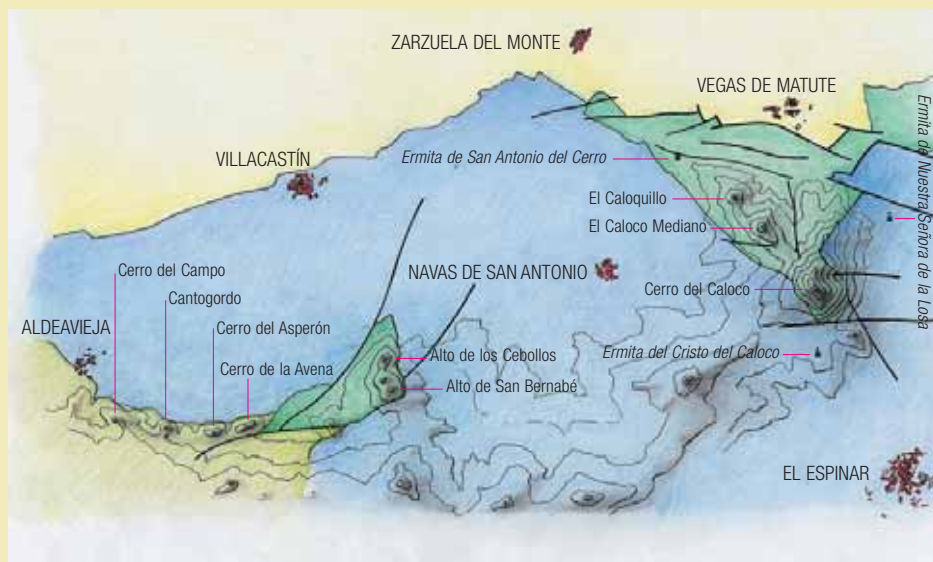 ZARZUELA DEL MONTE
VEGAS DE MATUTE
Ermita de Nuestra Señora de la Losa
VILLACASTÍN
Ermita de San Antonio del Cerro
El Caloquillo
El Caloco Mediano
Cerro del Campo
NAVAS DE SAN ANTONIO
Cantogordo
Cerro del Caloco
ALDEAVIEJA
Cerro del Asperón
Cerro de la Avena
Alto de los Cebollos
Ermita del Cristo del Caloco
Alto de San Bernabé
EL ESPINAR